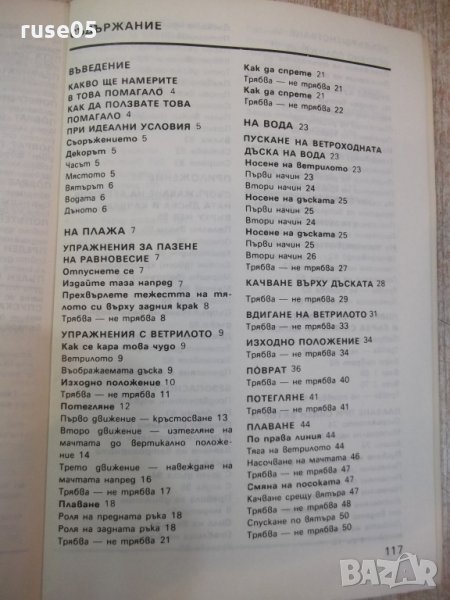 ruse05
СЪДЪРЖАНИЕ
ВЪВЕДЕНИЕ
КАКВО ЩЕ НАМЕРИТЕ
В ТОВА ПОМАГАЛО 4
КАК ДА ПОЛЗВАТЕ ТОВА
ПОМАГАЛО 4
ПРИ ИДЕАЛНИ УСЛОВИЯ 5
Съоръжението 5
Декорът 5
Часът 5
Мястото 5
Вятърът 6
Водата 6
Дъното 6
НА ПЛАЖА 7
УПРАЖНЕНИЯ ЗА ПАЗЕНЕ
НА РАВНОВЕСИЕ 7
Отпуснете се 7
Издайте таза напред 7
Прехвърлете тежестта на тя-
лото си върху задния крак 8
Трябва — не трябва 8
УПРАЖНЕНИЯ С ВЕТРИЛОТО 9
Как се кара това чудо 9
Ветрилото 9
Въображаемата дъска 9
Изходно положение 10
Трябва — не трябва 12
Потегляне 12
Първо движение — кръстосване 13
Второ движение — изтегляне на
мачтата до вертикално положе-
ние 14
Трето движение — навеждане на
мачтата напред 16
Трябва — не трябва 17
Плаване 18
Роля на предната ръка 18
Роля на задната ръка 18
Трябва — не трябва 21
Как да спрете 21
Трябва — не трябва 21
Как да спрете 21
Трябва — не трябва 22
НА ВОДА 23
ПУСКАНЕ НА ВЕТРОХОДНАТА
ДЪСКА НА ВОДА 23
Носене на ветрилото 23
Първи начин 23
Втори начин 24
Носене на дъската 24
Първи начин 24
Втори начин 24
Носене на дъската 25
Първи начин 25
Втори начин 26
Трябва — не трябва 27
КАЧВАНЕ ВЪРХУ ДЪСКАТА 28
Трябва — не трябва 29
ВДИГАНЕ НА ВЕТРИЛОТО 31
Трябва — не трябва 33
ИЗХОДНО ПОЛОЖЕНИЕ 34
Трябва — не трябва 34
ПОВРАТ 36
Трябва — не трябва 40
ПОТЕГЛЯНЕ 41
Трябва — не трябва 41
ПЛАВАНЕ 44
По права линия 44
Тяга на ветрилото 44
Насочване на мачтата 46
Трябва — не трябва 47
Смяна на посоката 47
Качване срещу вятъра 47
Трябва — не трябва 47
Спускане по вятъра 50
Трябва — не трябва 50
117
BAZAR.bg